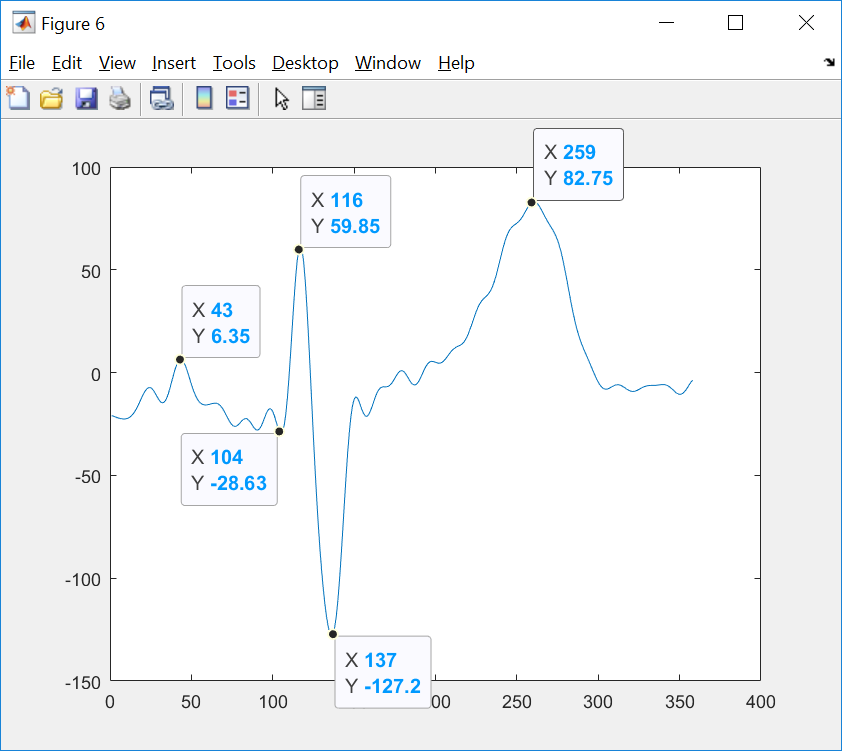 Figure 6
File Edit View Insert Tools Desktop Window Help
X 259
Y 82.75
X 116
Y 59.85
X 43
Y 6.35
X 104
Y -28.63
X 137
Y -127.2
100
50
0
-50
-100
-150
0 50 100 200 250 300 350 400